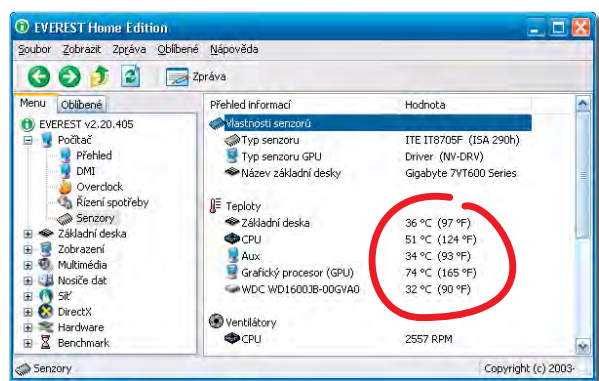 EVEREST Home Edition
Soubor Zobrazit Zpráva Oblíbené Nápověda
Zpráva
Menu Oblíbené
EVEREST v2.20.405
Počítač
Přehled
DMI
Overclock
Řízení spotřeby
Senzory
Základní deska
Zobrazení
Multimédia
Nosiče dat
Síť
DirectX
Hardware
Benchmark
Přehled informací Hodnota
Vlastnosti senzorů
Typ senzoru ITE IT8705F (ISA 290h)
Typ senzoru GPU Driver (NV-DRV)
Název základní desky Gigabyte 7VT600 Series
Teploty
Základní deska 36 °C (97 °F)
CPU 51 °C (124 °F)
Aux 34 °C (93 °F)
Grafický procesor (GPU) 74 °C (165 °F)
WDC WD1600JB-00GVA0 32 °C (90 °F)
Ventilátory
CPU 2557 RPM
Senzory Copyright (c) 2003-